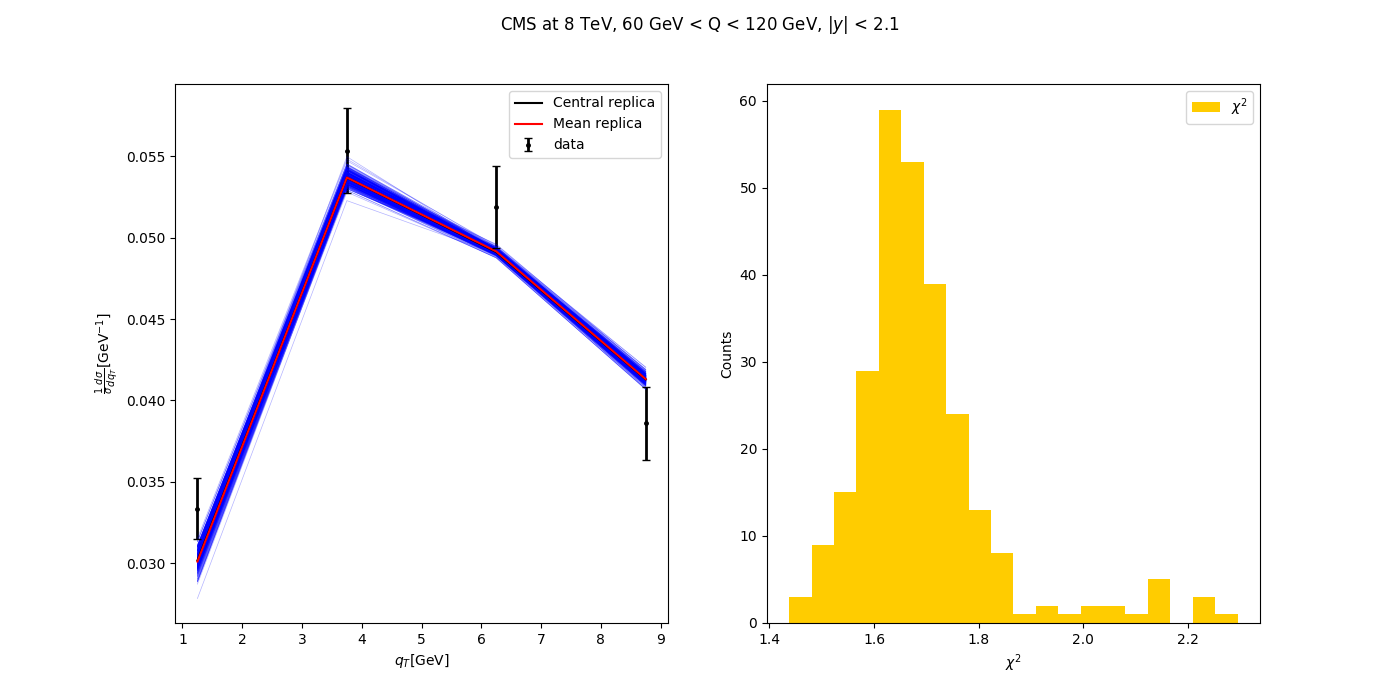 CMS at 8 TeV, 60 GeV < Q < 120 GeV, |y| < 2.1
Central replica
Mean replica
data
0.055
0.050
0.045
0.040
0.035
0.030
1 2 3 4 5 6 7 8 9
q_T[GeV]
\frac{1}{σ}\frac{dσ}{dq_T}[GeV⁻¹]
χ²
60
50
40
30
20
10
0
1.4 1.6 1.8 2.0 2.2
χ²
Counts